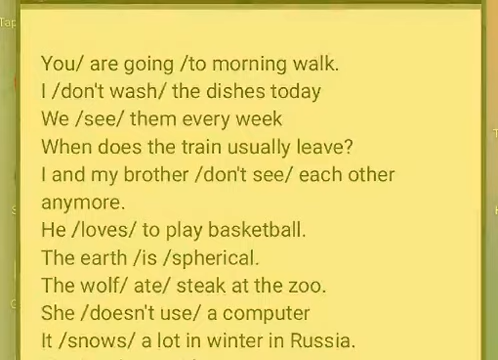 You/ are going /to morning walk.
I /don't wash/ the dishes today
We /see/ them every week
When does the train usually leave?
I and my brother /don't see/ each other
anymore.
He /loves/ to play basketball.
The earth /is /spherical.
The wolf/ ate/ steak at the zoo.
She /doesn't use/ a computer
It /snows/ a lot in winter in Russia.